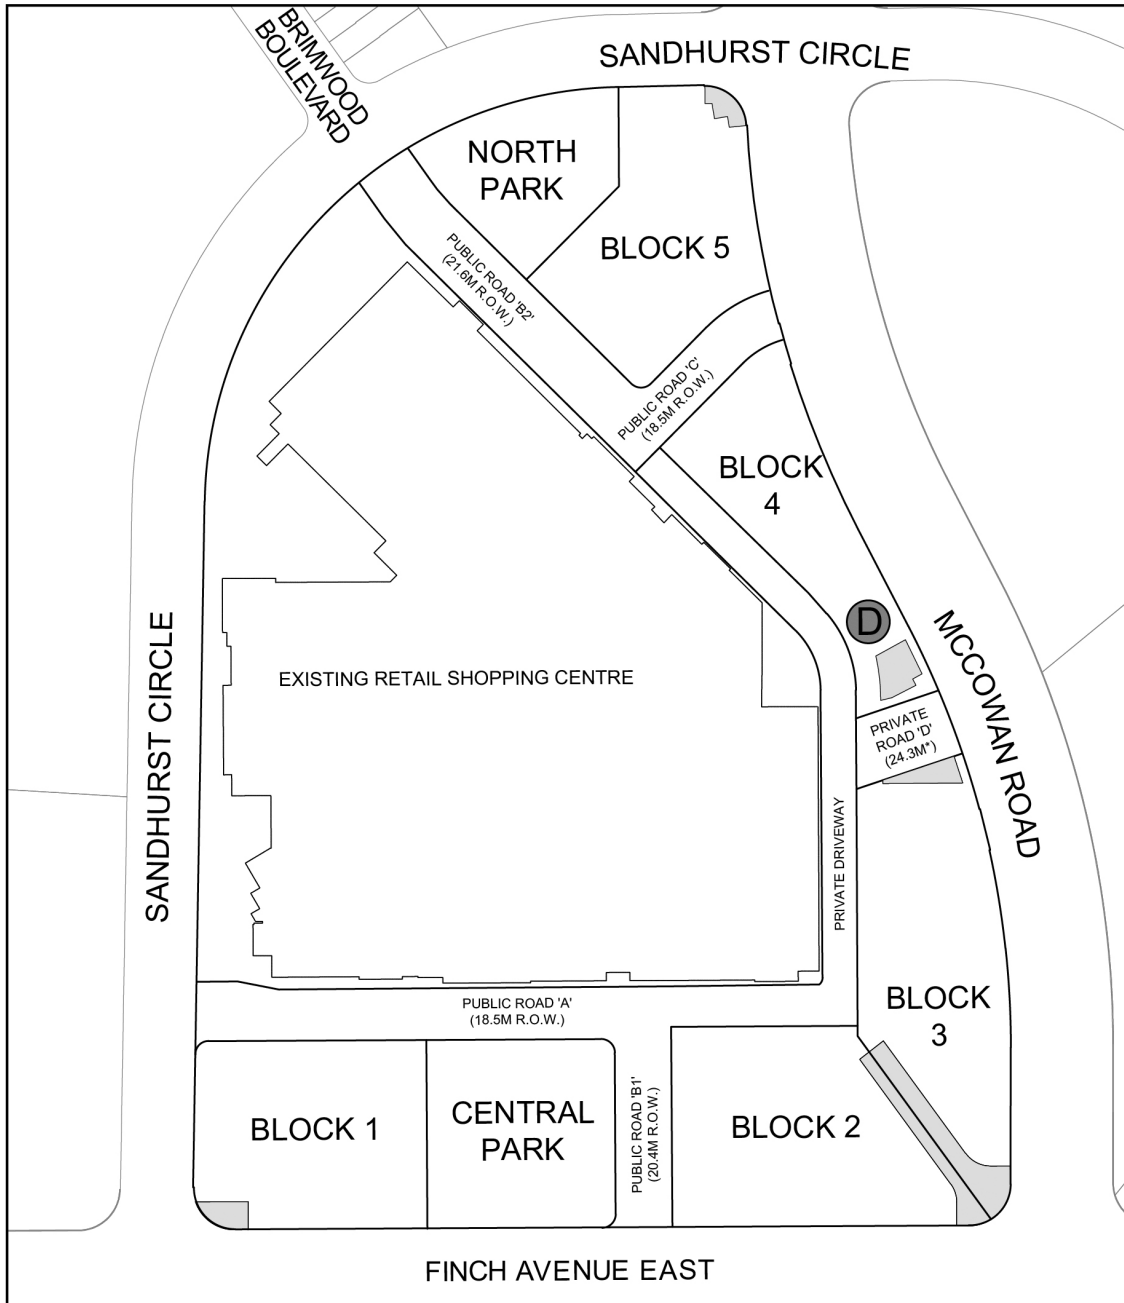 BRIMWOOD
BOULEVARD
SANDHURST CIRCLE
NORTH
PARK
BLOCK 5
PUBLIC ROAD 'B2'
(21.6M R.O.W.)
PUBLIC ROAD 'C'
(18.5M R.O.W.)
BLOCK
4
D
MCCOWAN ROAD
SANDHURST CIRCLE
EXISTING RETAIL SHOPPING CENTRE
PRIVATE
ROAD 'D'
(24.3M*)
PRIVATE DRIVEWAY
BLOCK
3
PUBLIC ROAD 'A'
(18.5M R.O.W.)
BLOCK 1
CENTRAL
PARK
PUBLIC ROAD 'B1'
(20.4M R.O.W.)
BLOCK 2
FINCH AVENUE EAST